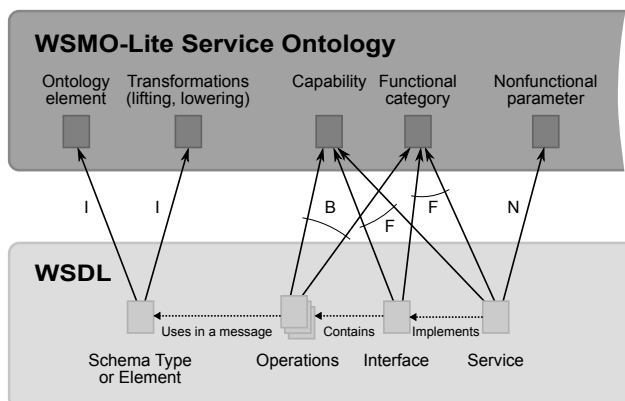 WSMO-Lite Service Ontology
Ontology
element
Transformations
(lifting, lowering)
Capability
Functional
category
Nonfunctional
parameter
I
I
B
F
F
N
WSDL
Uses in a message
Contains
Implements
Schema Type
or Element
Operations
Interface
Service